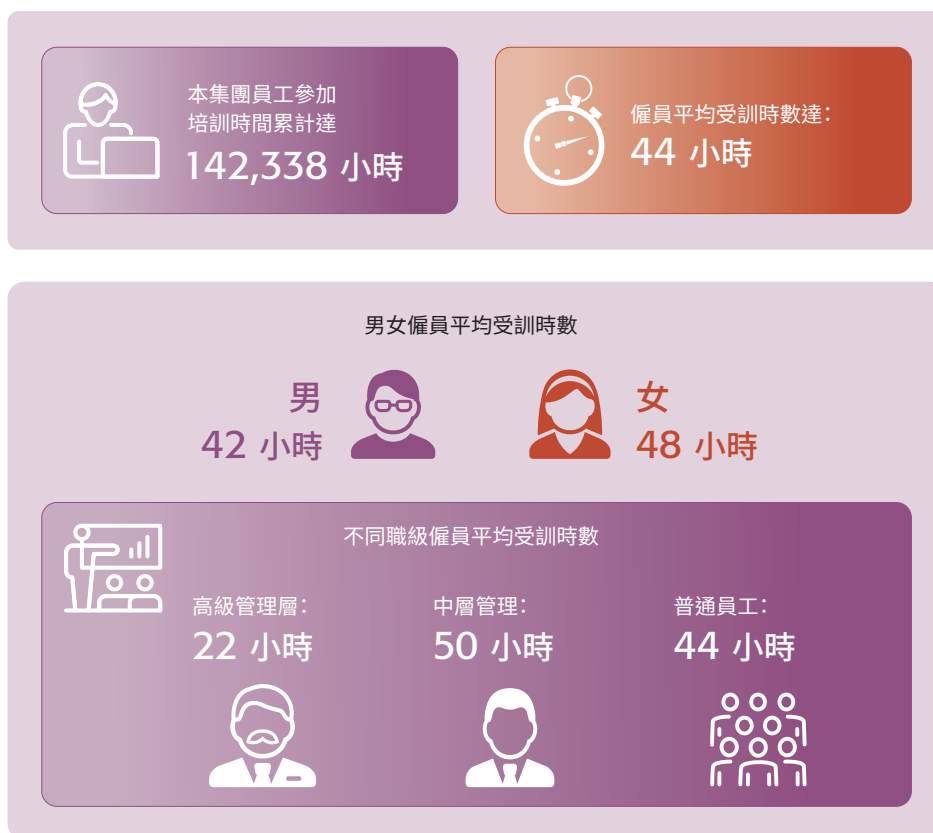 本集團員工參加
培訓時間累計達
142,338 小時
僱員平均受訓時數達：
44 小時
男女僱員平均受訓時數
男
42 小時
女
48 小時
不同職級僱員平均受訓時數
高級管理層：
22 小時
中層管理：
50 小時
普通員工：
44 小時